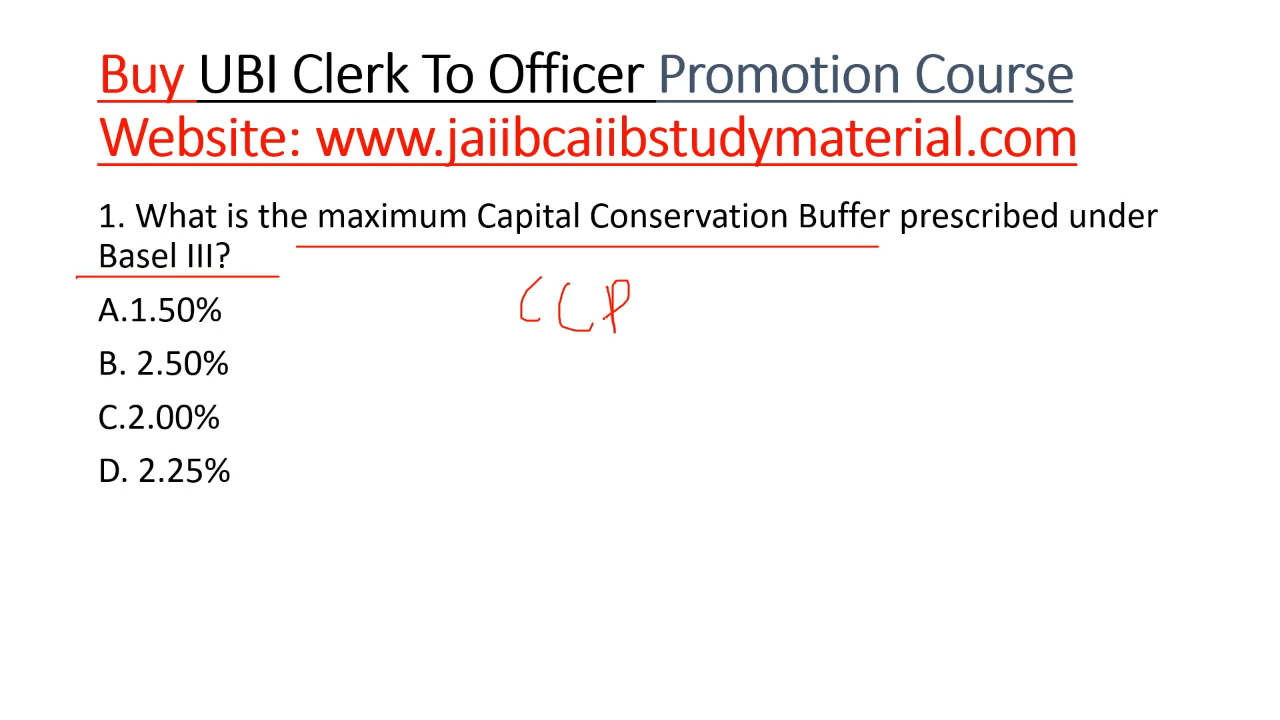 Buy UBI Clerk To Officer Promotion Course
Website: www.jaiibcaiibstudymaterial.com
1. What is the maximum Capital Conservation Buffer prescribed under
Basel III?
CCP
A.1.50%
B. 2.50%
C.2.00%
D. 2.25%